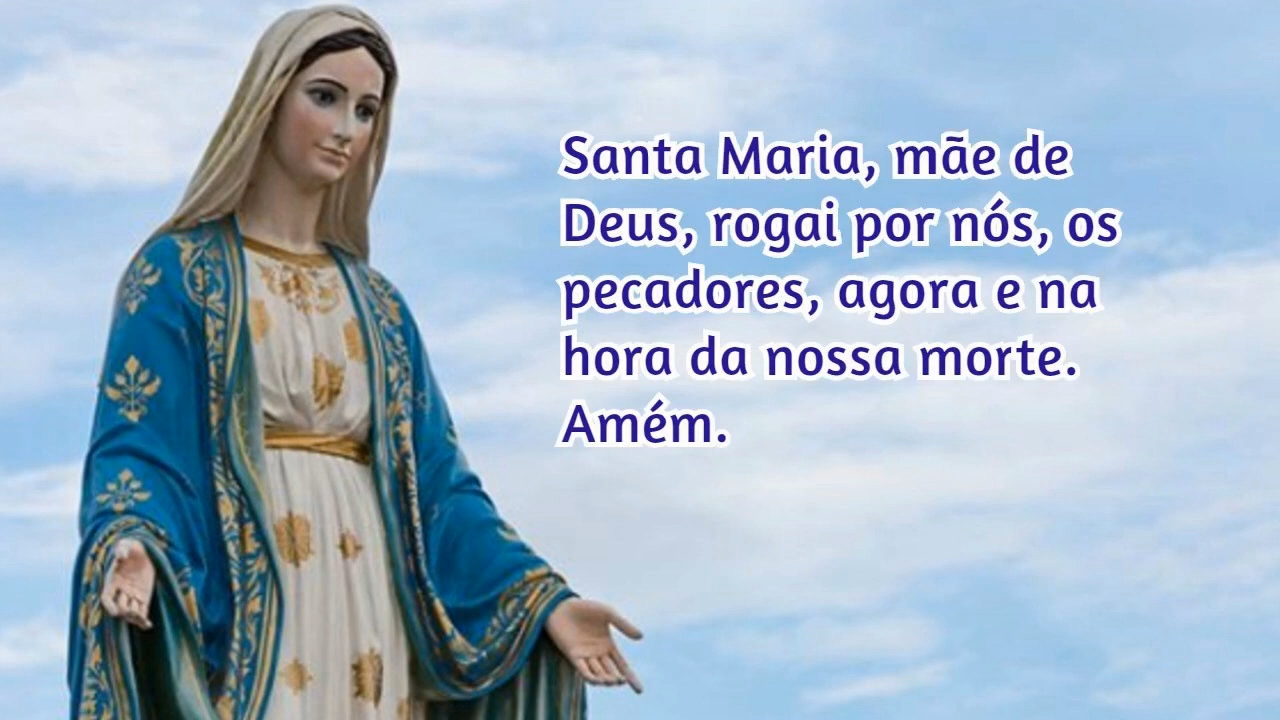 Santa Maria, mãe de
Deus, rogai por nós, os
pecadores, agora e na
hora da nossa morte.
Amém.